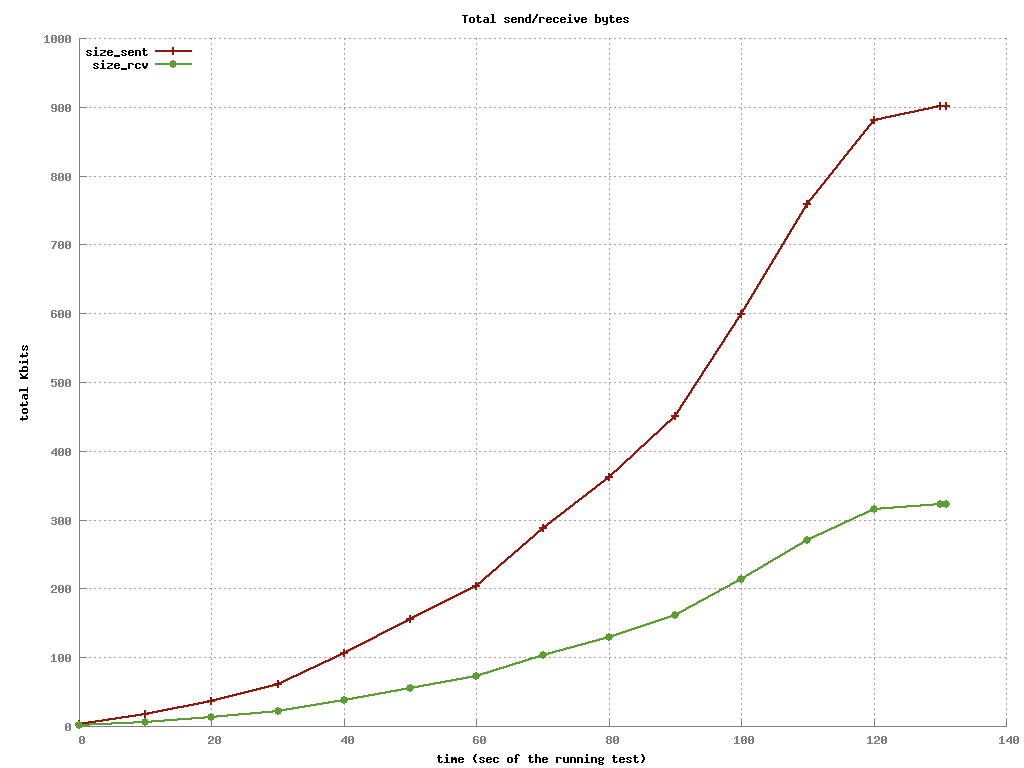 Total send/receive bytes
1000
size_sent
size_rcv
900
800
700
600
500
400
300
200
100
0
total Kbits
0 20 40 60 80 100 120 140
time (sec of the running test)